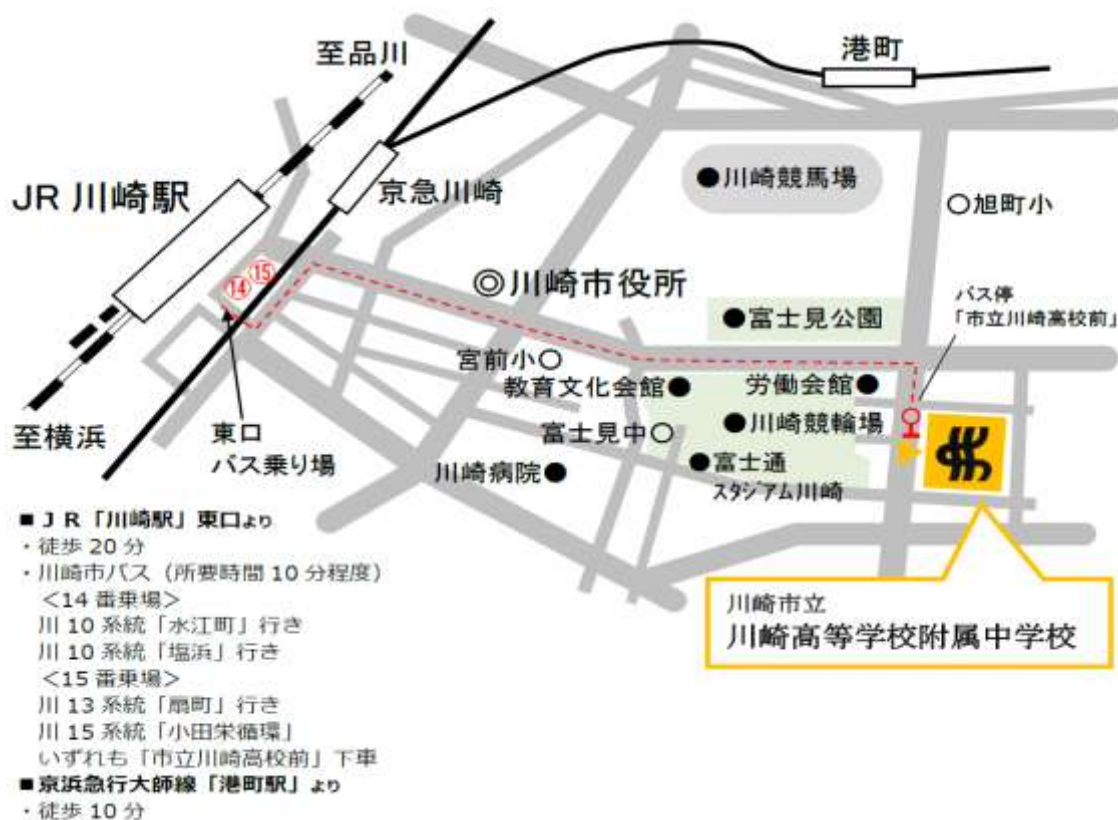 至品川
港町
JR 川崎駅
京急川崎
●川崎競馬場
○旭町小
⑭
⑮
◎川崎市役所
バス停
「市立川崎高校前」
●富士見公園
宮前小○
教育文化会館●
労働会館●
●川崎競輪場
富士見中○
至横浜
東口
バス乗り場
川崎病院●
●富士通
スタジアム川崎
■ＪＲ「川崎駅」東口より
・徒歩 20 分
・川崎市バス（所要時間 10 分程度）
＜14 番乗場＞
川 10 系統「水江町」行き
川 10 系統「塩浜」行き
＜15 番乗場＞
川 13 系統「扇町」行き
川 15 系統「小田栄循環」
いずれも「市立川崎高校前」下車
■京浜急行大師線「港町駅」より
・徒歩 10 分
川崎市立
川崎高等学校附属中学校